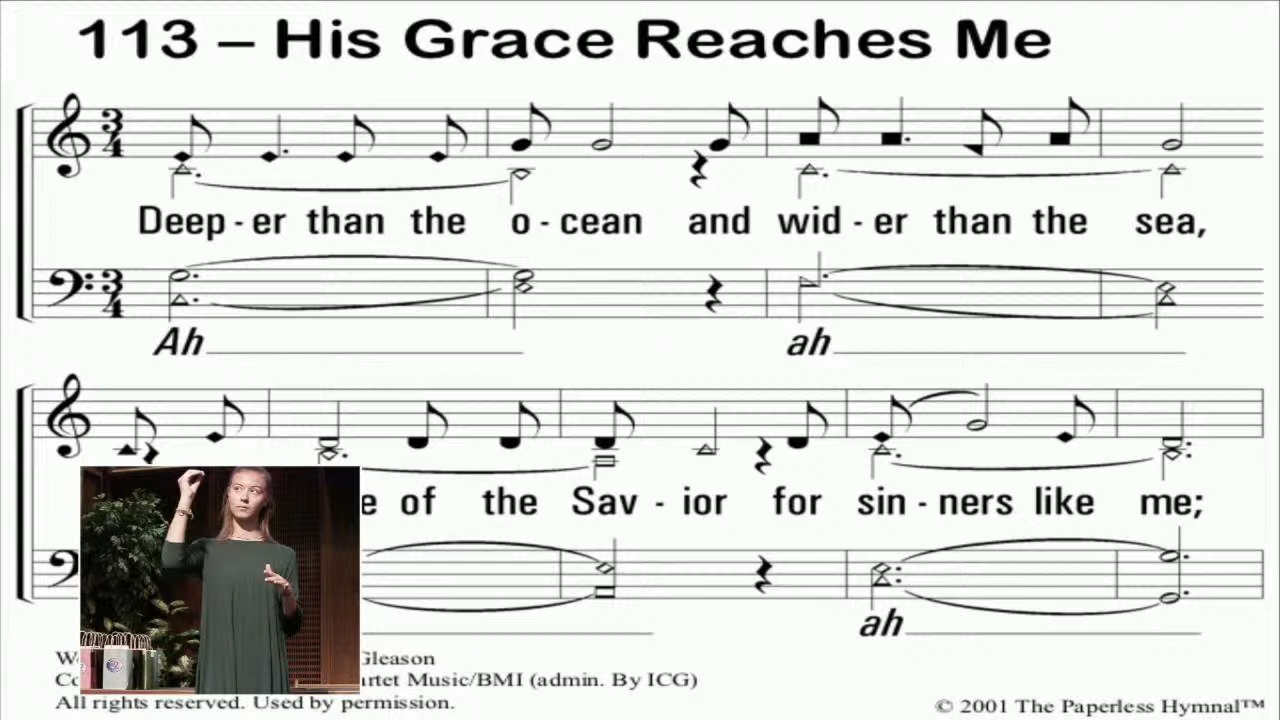 113 – His Grace Reaches Me
Deep - er than the o - cean and wid - er than the sea,
Ah ah
of the Sav - ior for sin - ners like me;
ah
Gleason
Music/BMI (admin. By ICG)
All rights reserved. Used by permission.
© 2001 The Paperless Hymnal™